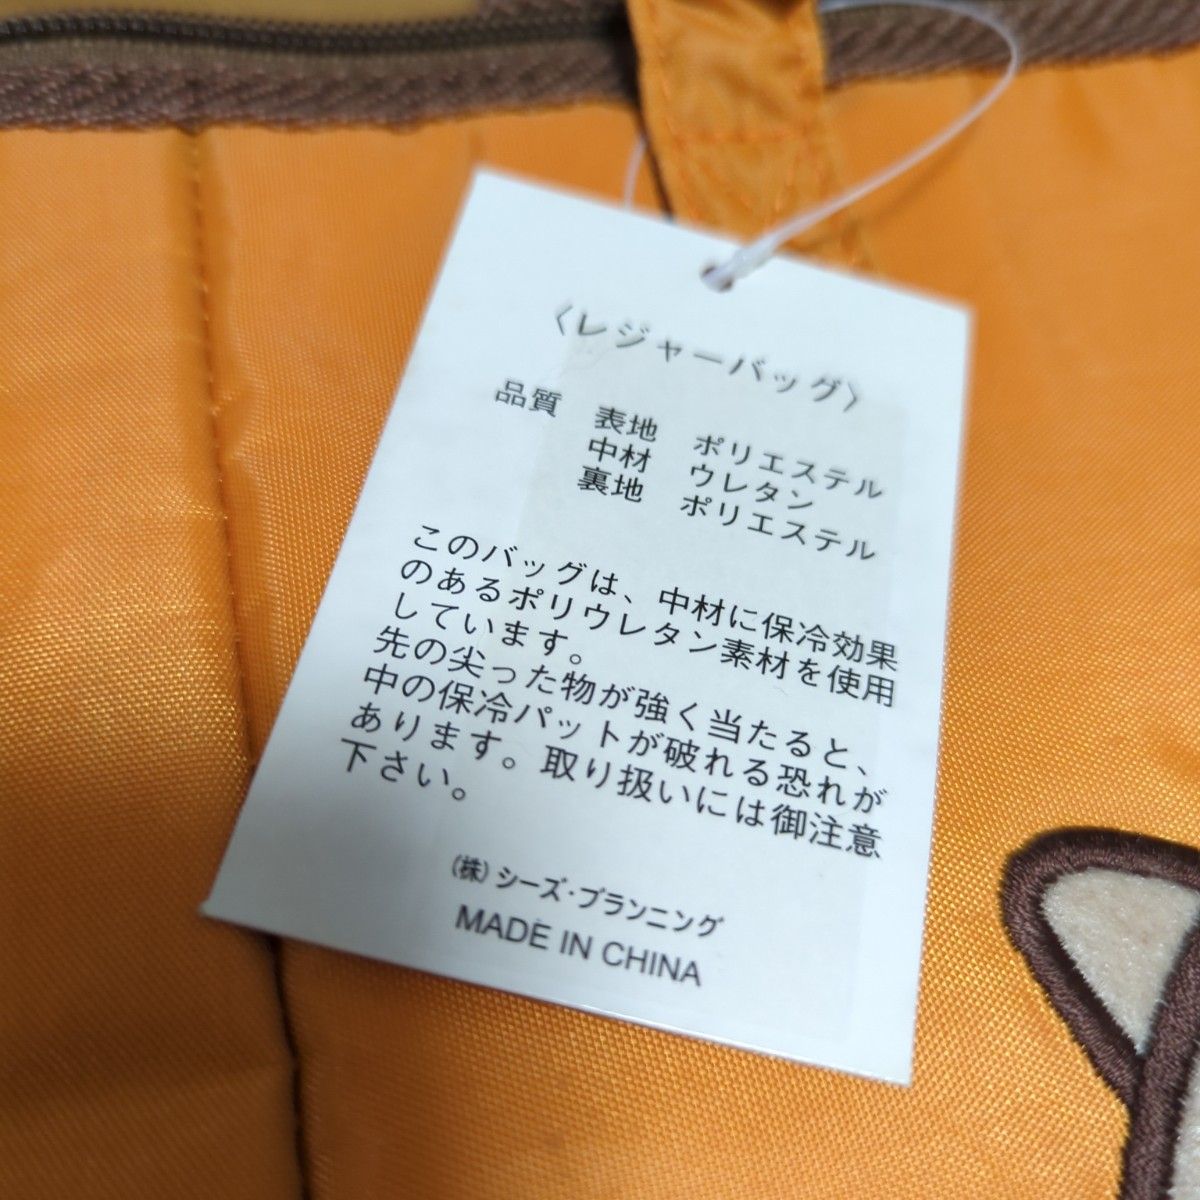 〈レジャーバッグ〉
品質 表地 ポリエステル
中材 ウレタン
裏地 ポリエステル
このバッグは、中材に保冷効果
のあるポリウレタン素材を使用
しています。
先の尖った物が強く当たると、
中の保冷パットが破れる恐れが
あります。取り扱いには御注意
下さい。
(株)シーズ・プランニング
MADE IN CHINA